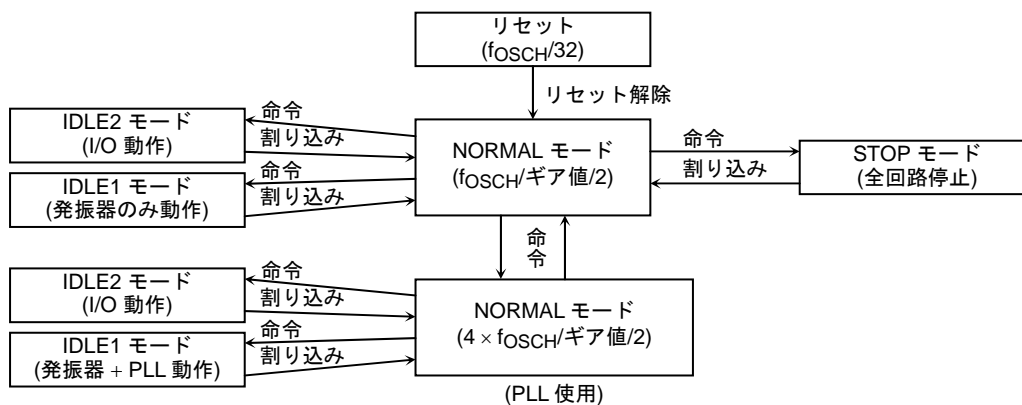 リセット
(fOSCH/32)
リセット解除
IDLE2 モード
(I/O 動作)
命令
割り込み
IDLE1 モード
(発振器のみ動作)
命令
割り込み
NORMAL モード
(fOSCH/ギア値/2)
命令
割り込み
STOP モード
(全回路停止)
命令
IDLE2 モード
(I/O 動作)
命令
割り込み
IDLE1 モード
(発振器 + PLL 動作)
命令
割り込み
NORMAL モード
(4 × fOSCH/ギア値/2)
(PLL 使用)